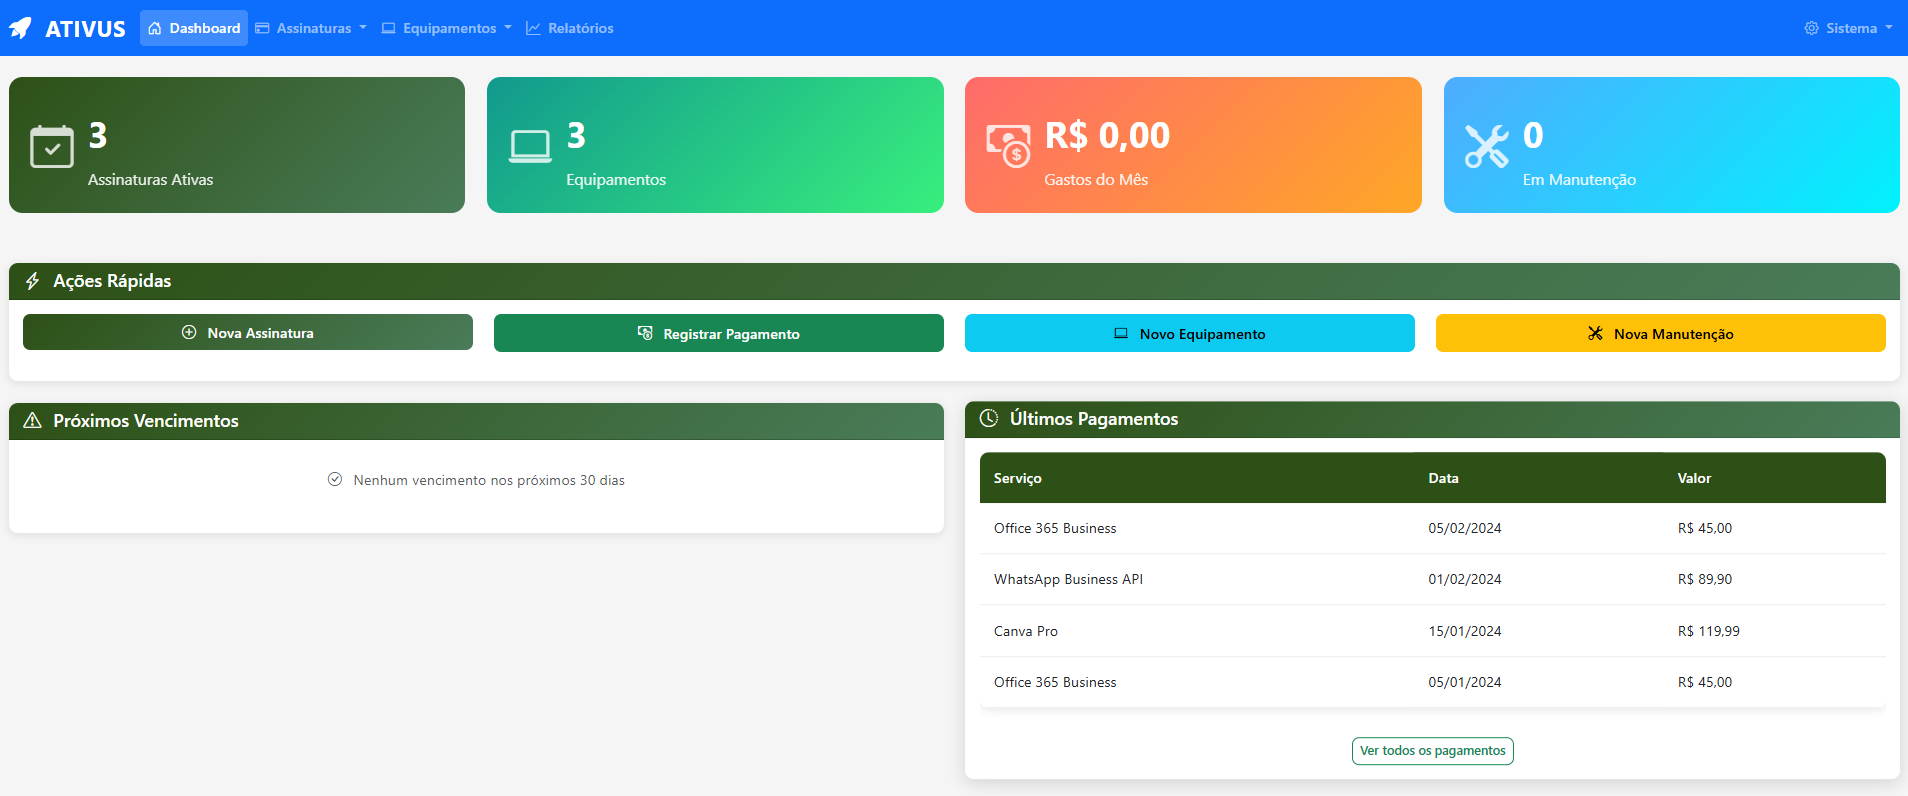 ATIVUS
Dashboard
Assinaturas
Equipamentos
Relatórios
Sistema
3
Assinaturas Ativas
3
Equipamentos
R$ 0,00
Gastos do Mês
0
Em Manutenção
Ações Rápidas
Nova Assinatura
Registrar Pagamento
Novo Equipamento
Nova Manutenção
Próximos Vencimentos
Nenhum vencimento nos próximos 30 dias
Últimos Pagamentos
Serviço Data Valor
Office 365 Business 05/02/2024 R$ 45,00
WhatsApp Business API 01/02/2024 R$ 89,90
Canva Pro 15/01/2024 R$ 119,99
Office 365 Business 05/01/2024 R$ 45,00
Ver todos os pagamentos